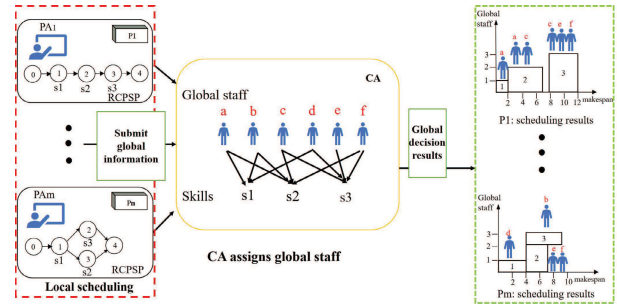 PA1
P1
0 1 2 3 4
s1 s2 s3
RCPSP
Submit
global
information
PAm
Pm
0 1 2 3 4
s1 s3 s2
RCPSP
Local scheduling
CA
Global staff
a b c d e f
Skills
s1 s2 s3
CA assigns global staff
Global
decision
results
Global
staff
a a c e e f
3
2
1
1 2 3
2 4 6 8 10 12 makespan
P1: scheduling results
Global
staff
b
d
e f
3
2
1
1 2 3
2 4 6 8 10 makespan
Pm: scheduling results